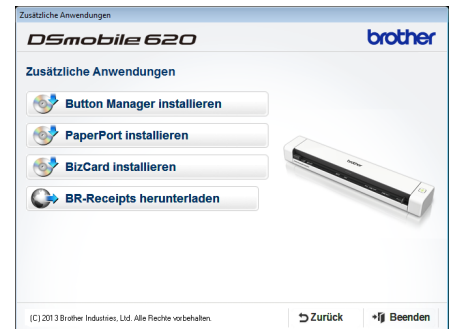 Zusätzliche Anwendungen
DSmobile 620
brother
Zusätzliche Anwendungen
Button Manager installieren
PaperPort installieren
BizCard installieren
BR-Receipts herunterladen
brother
(C) 2013 Brother Industries, Ltd. Alle Rechte vorbehalten.
Zurück
Beenden